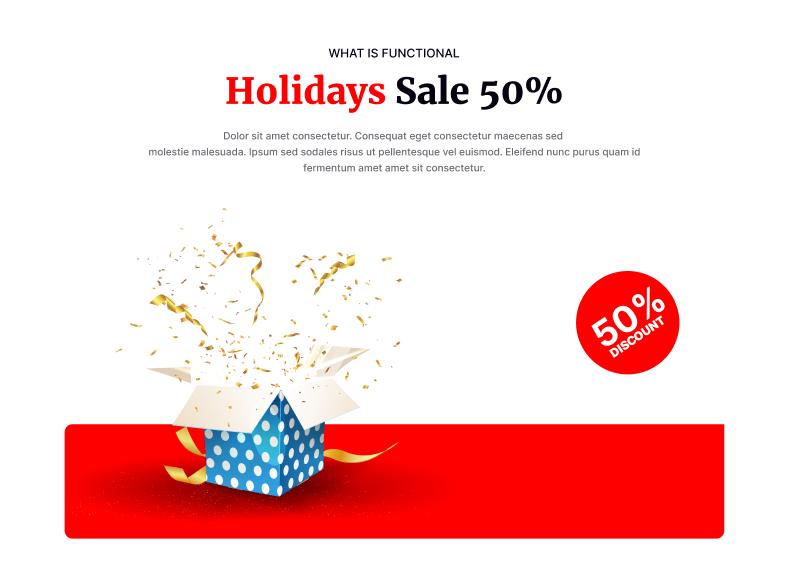 WHAT IS FUNCTIONAL
Holidays Sale 50%
Dolor sit amet consectetur. Consequat eget consectetur maecenas sed
molestie malesuada. Ipsum sed sodales risus ut pellentesque vel euismod. Eleifend nunc purus quam id
fermentum amet amet sit consectetur.
50%
DISCOUNT